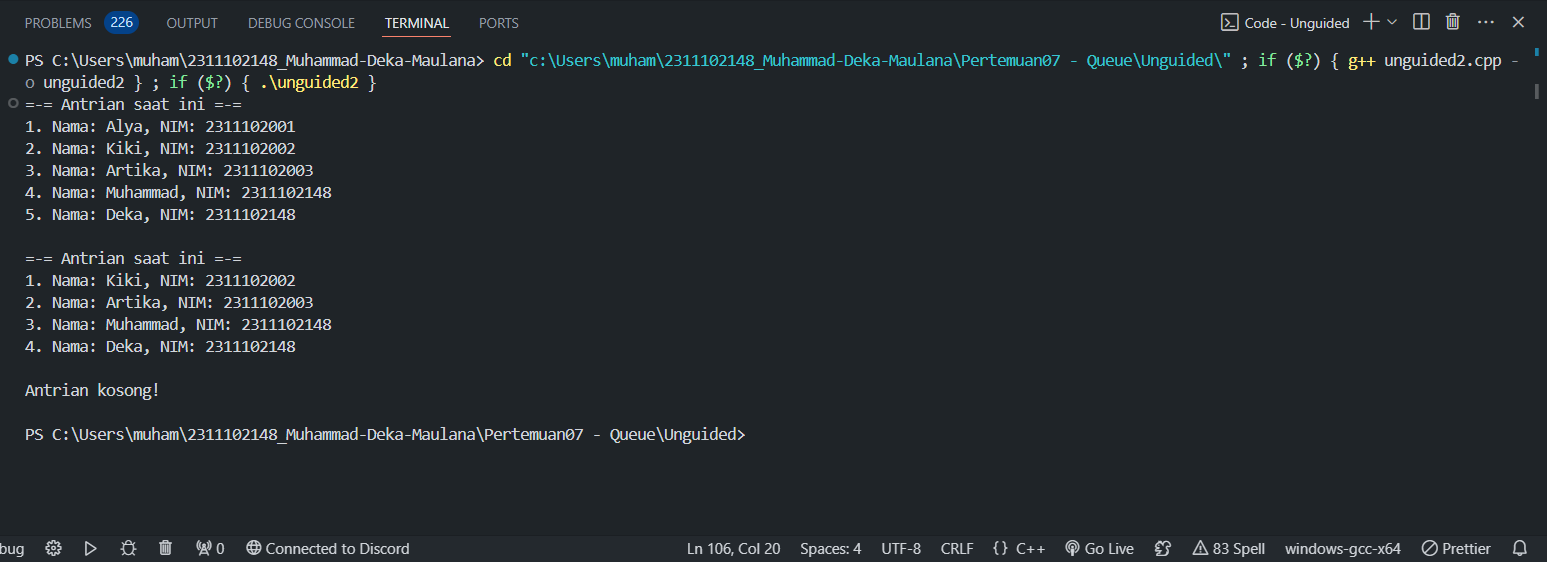 PROBLEMS 226 OUTPUT DEBUG CONSOLE TERMINAL PORTS Code - Unguided
PS C:\Users\muham\2311102148_Muhammad-Deka-Maulana> cd "c:\Users\muham\2311102148_Muhammad-Deka-Maulana\Pertemuan07 - Queue\Unguided\" ; if ($?) { g++ unguided2.cpp -
o unguided2 } ; if ($?) { .\unguided2 }
=-= Antrian saat ini =-=
1. Nama: Alya, NIM: 2311102001
2. Nama: Kiki, NIM: 2311102002
3. Nama: Artika, NIM: 2311102003
4. Nama: Muhammad, NIM: 2311102148
5. Nama: Deka, NIM: 2311102148
=-= Antrian saat ini =-=
1. Nama: Kiki, NIM: 2311102002
2. Nama: Artika, NIM: 2311102003
3. Nama: Muhammad, NIM: 2311102148
4. Nama: Deka, NIM: 2311102148
Antrian kosong!
PS C:\Users\muham\2311102148_Muhammad-Deka-Maulana\Pertemuan07 - Queue\Unguided>
bug 0 Connected to Discord Ln 106, Col 20 Spaces: 4 UTF-8 CRLF {} C++ Go Live 83 Spell windows-gcc-x64 Prettier